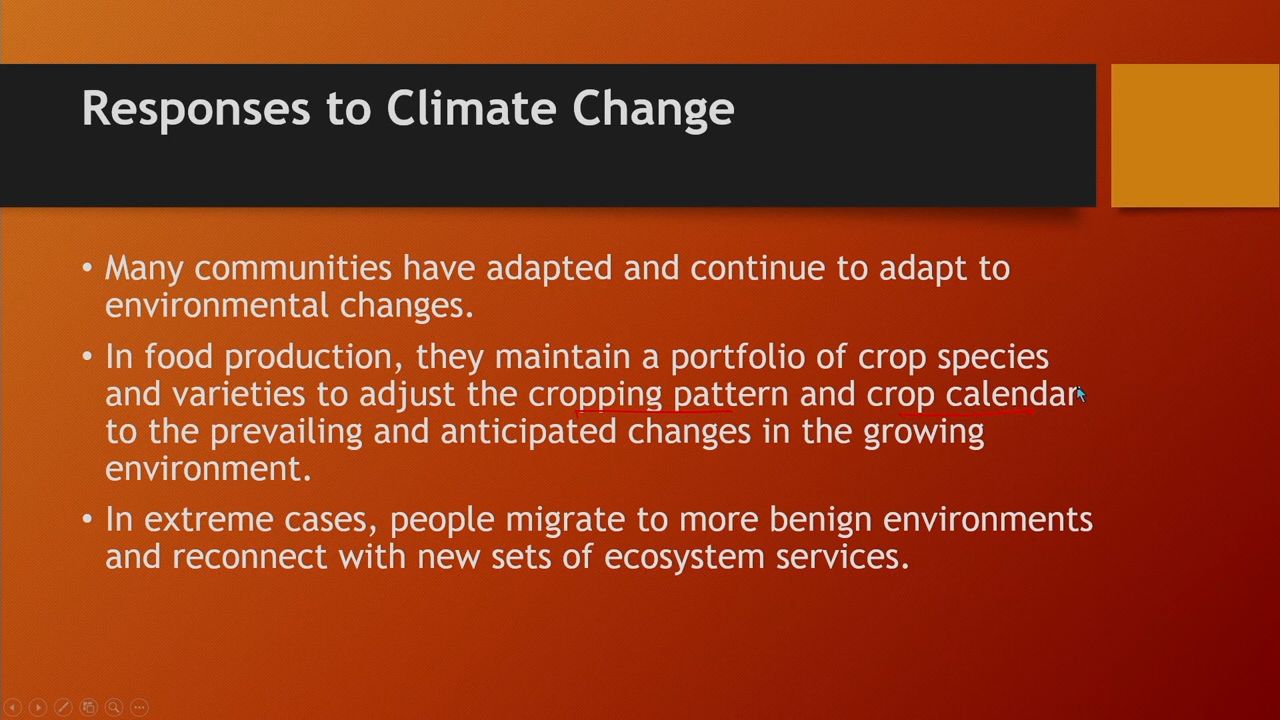 Responses to Climate Change
• Many communities have adapted and continue to adapt to
environmental changes.
• In food production, they maintain a portfolio of crop species
and varieties to adjust the cropping pattern and crop calendar
to the prevailing and anticipated changes in the growing
environment.
• In extreme cases, people migrate to more benign environments
and reconnect with new sets of ecosystem services.